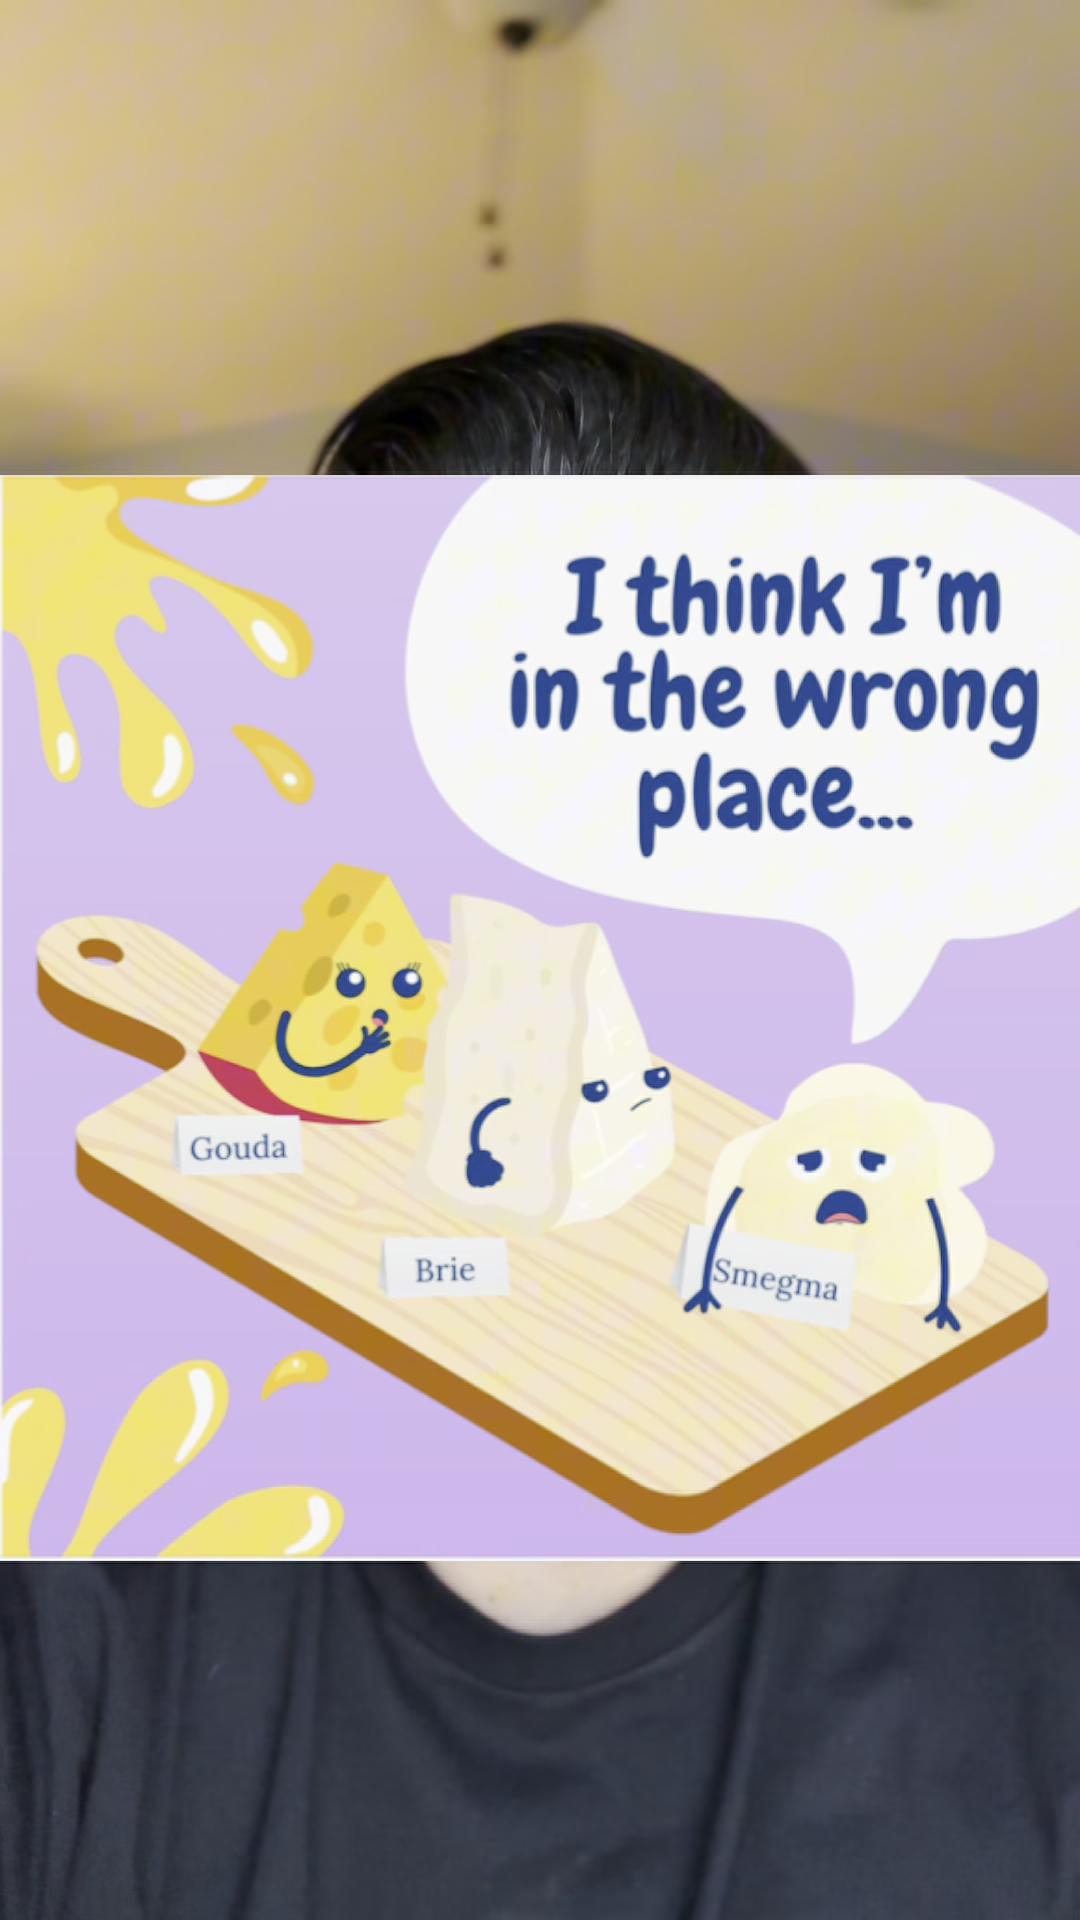 I think I’m
in the wrong
place...
Gouda
Brie
Smegma